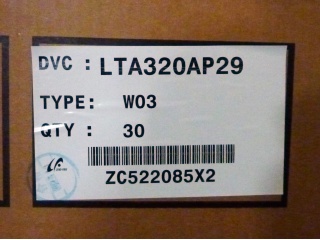 DVC : LTA320AP29
TYPE: W03
QTY : 30
ZC522085X2